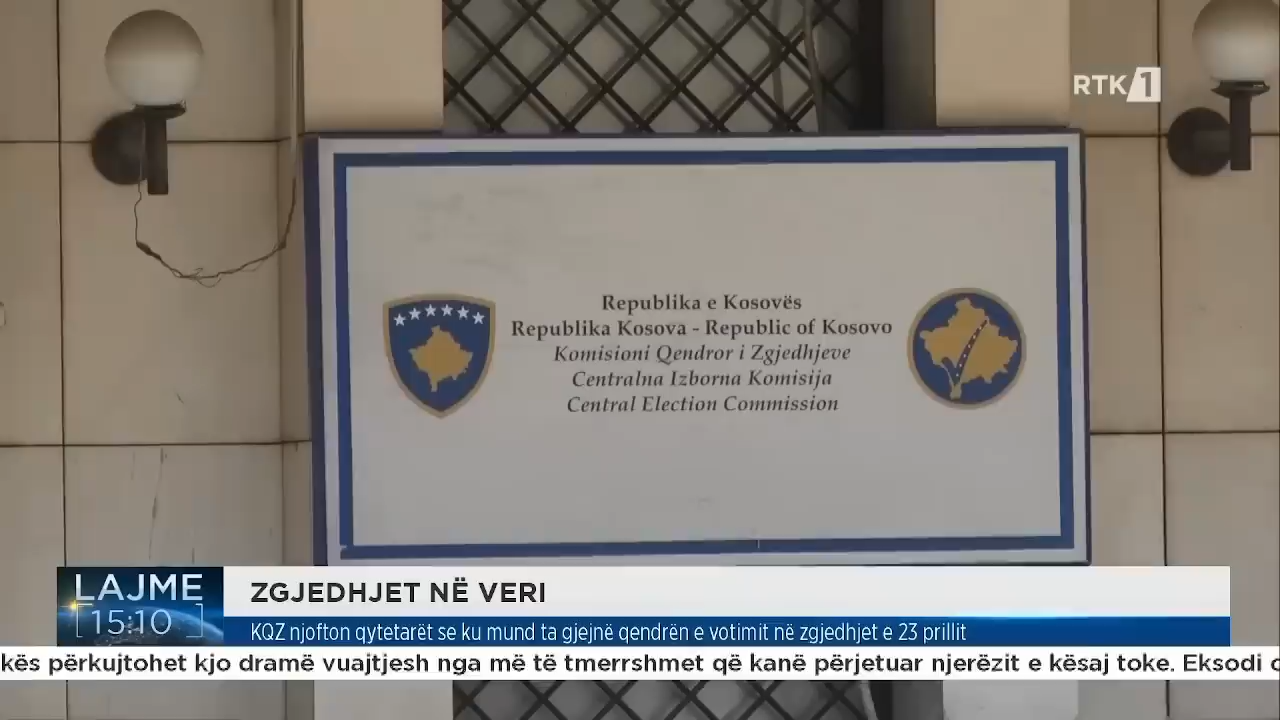 RTK 1
Republika e Kosovës
Republika Kosova - Republic of Kosovo
Komisioni Qendror i Zgjedhjeve
Centralna Izborna Komisija
Central Election Commission
LAJME
15:10
ZGJEDHJET NË VERI
KQZ njofton qytetarët se ku mund ta gjejnë qendrën e votimit në zgjedhjet e 23 prillit
kës përkujtohet kjo dramë vuajtjesh nga më të tmerrshmet që kanë përjetuar njerëzit e kësaj toke. Eksodi